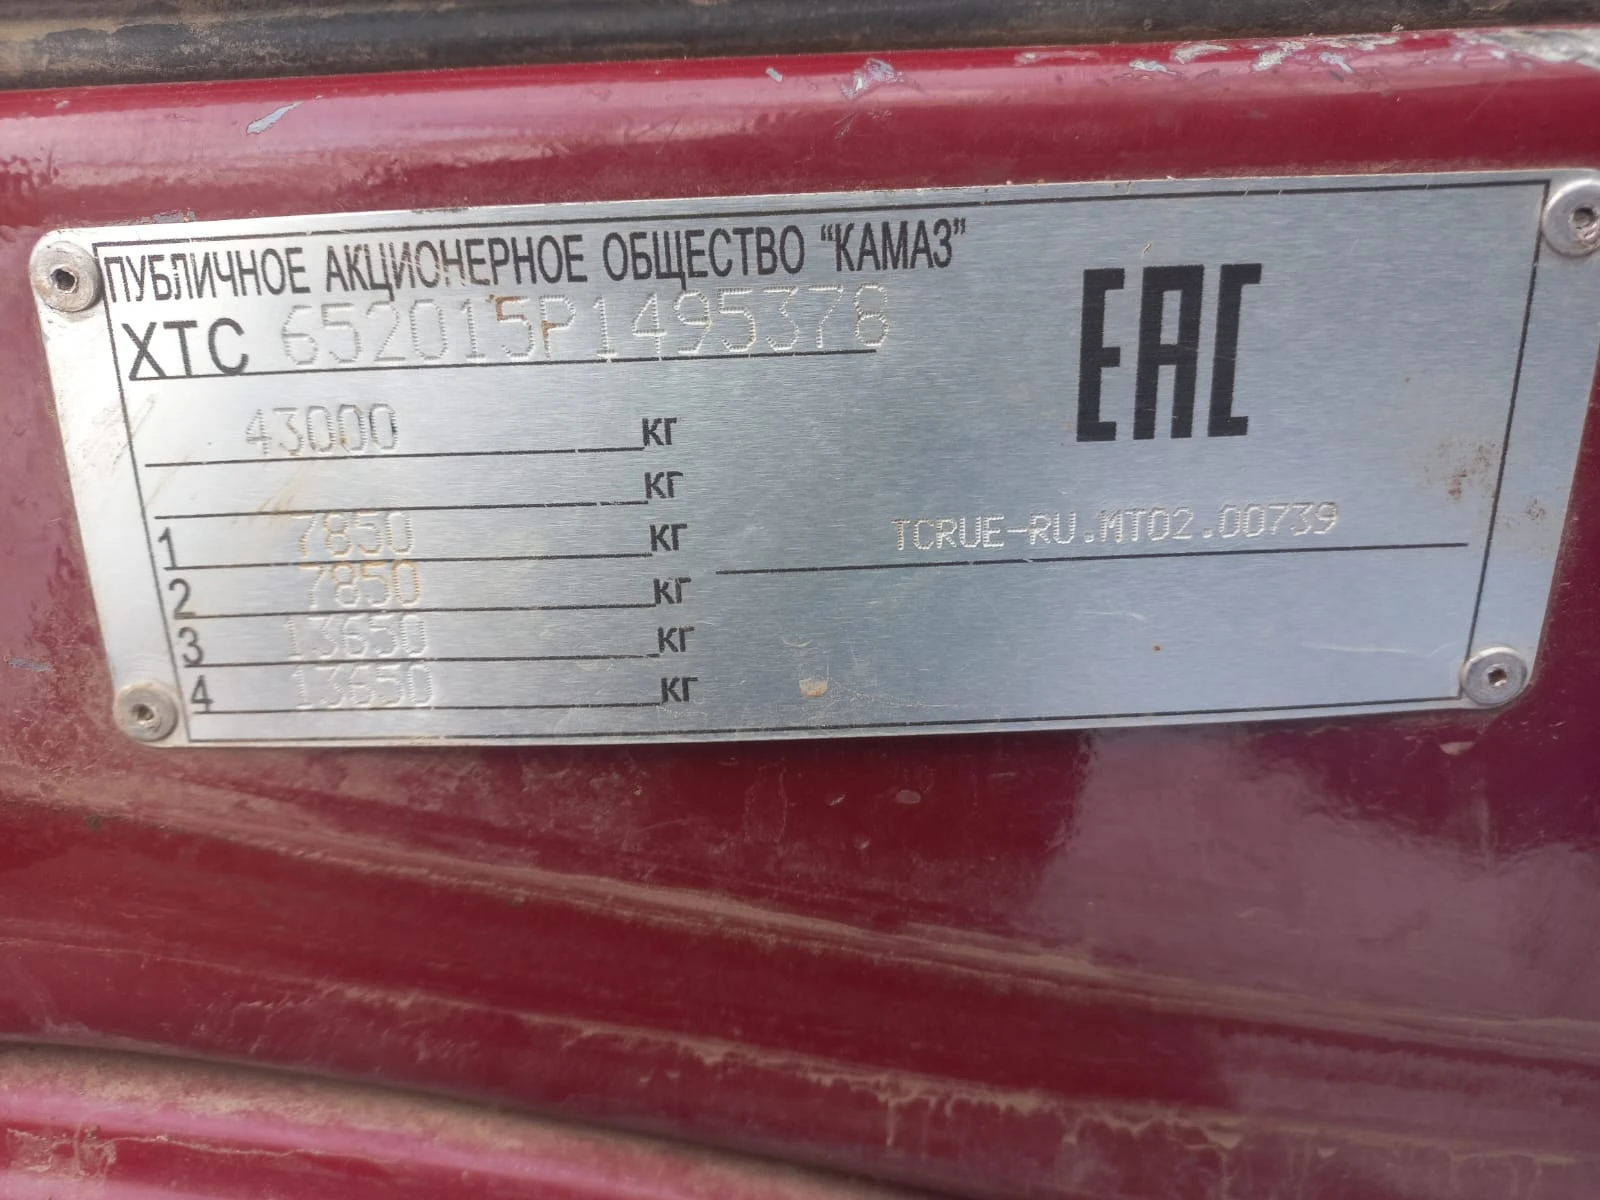 ПУБЛИЧНОЕ АКЦИОНЕРНОЕ ОБЩЕСТВО “КАМАЗ”
ХТС 652015P1495378
EAC
43000 КГ
КГ
1 7850 КГ
2 7850 КГ
3 13650 КГ
4 13650 КГ
TCRUE-RU.MT02.00739